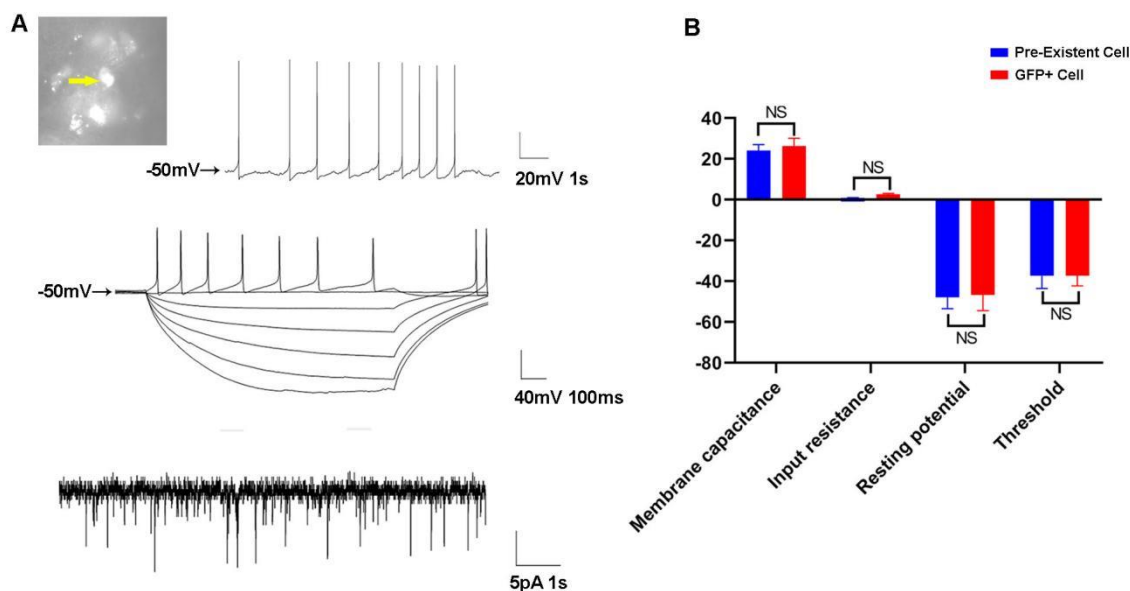 A
-50mV→
20mV 1s
-50mV→
40mV 100ms
5pA 1s
B
Pre-Existent Cell
GFP+ Cell
40
20
0
-20
-40
-60
-80
NS
NS
NS
NS
Membrane capacitance
Input resistance
Resting potential
Threshold